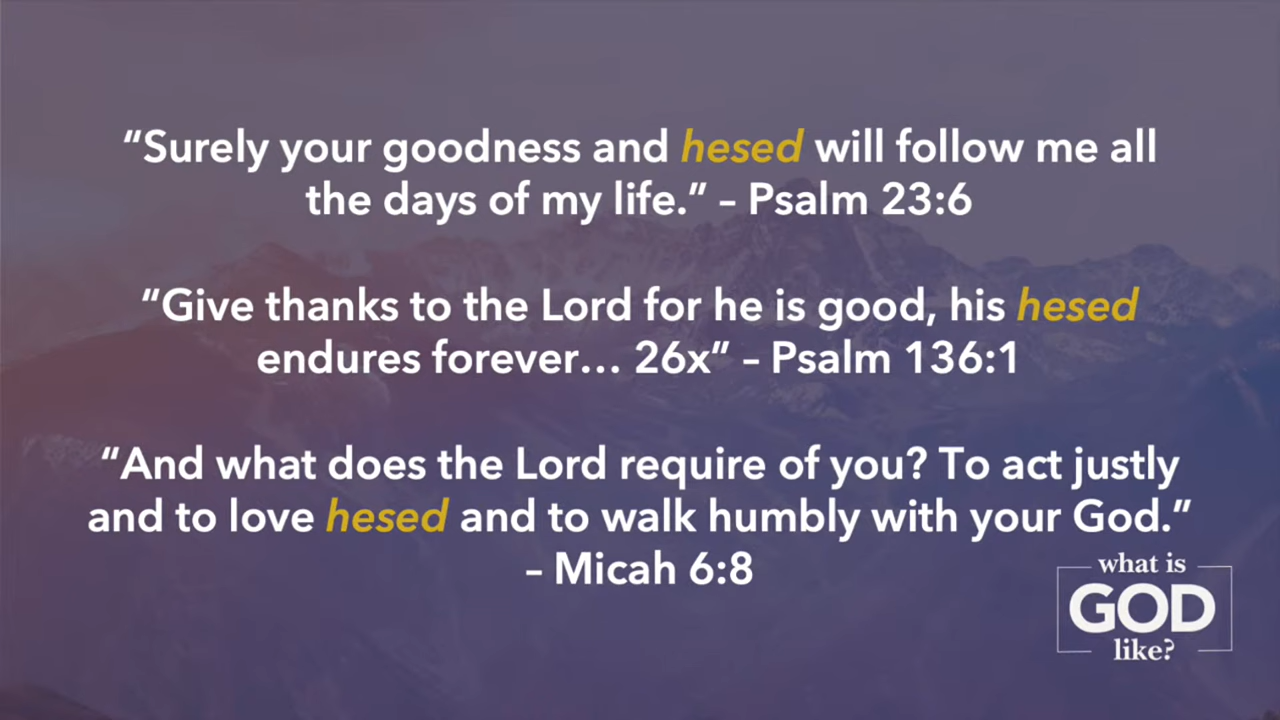 “Surely your goodness and hesed will follow me all
the days of my life.” – Psalm 23:6
“Give thanks to the Lord for he is good, his hesed
endures forever… 26x” – Psalm 136:1
“And what does the Lord require of you? To act justly
and to love hesed and to walk humbly with your God.”
– Micah 6:8
what is
GOD
like?